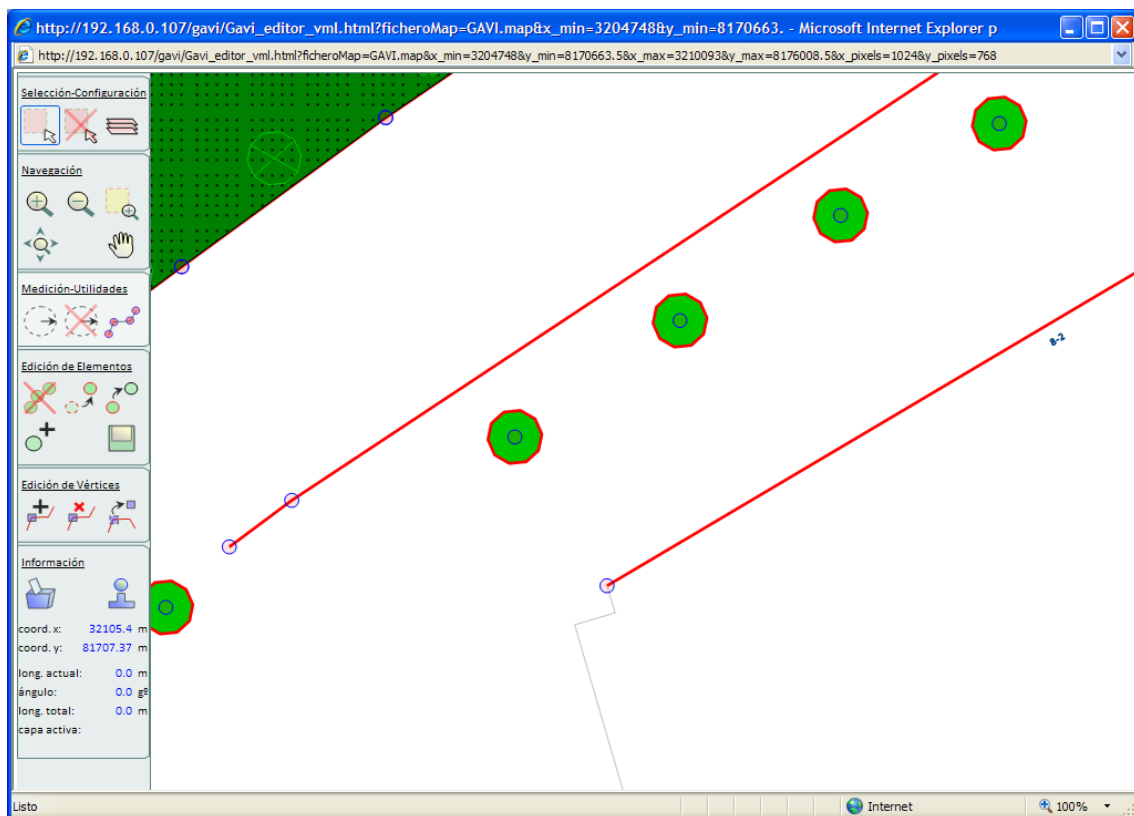 http://192.168.0.107/gavi/Gavi_editor_vml.html?ficheroMap=GAVI.map&x_min=3204748&y_min=8170663. - Microsoft Internet Explorer p
http://192.168.0.107/gavi/Gavi_editor_vml.html?ficheroMap=GAVI.map&x_min=3204748&y_min=8170663.5&x_max=3210093&y_max=8176008.5&x_pixels=1024&y_pixels=768
Selección-Configuración
Navegación
Medición-Utilidades
Edición de Elementos
Edición de Vértices
Información
coord. x: 32105.4 m
coord. y: 81707.37 m
long. actual: 0.0 m
ángulo: 0.0 gº
long. total: 0.0 m
capa activa:
8-2
Listo
Internet
100%